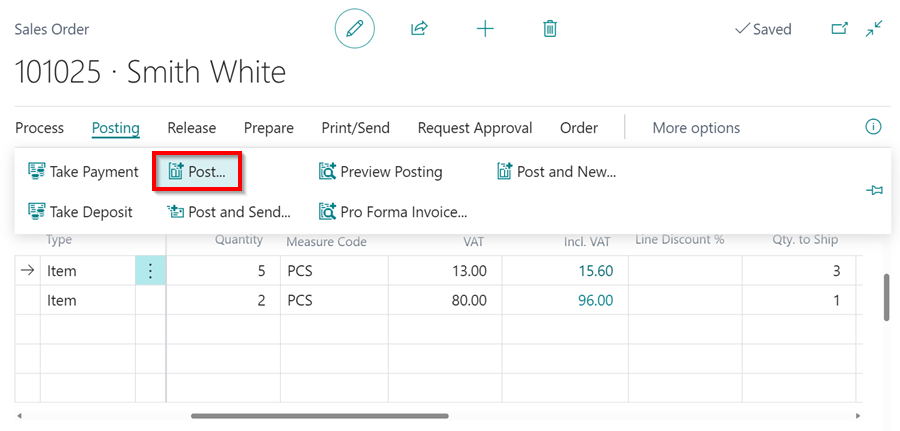 Sales Order
Saved
101025 · Smith White
Process Posting Release Prepare Print/Send Request Approval Order More options
Take Payment Post... Preview Posting Post and New...
Take Deposit Post and Send... Pro Forma Invoice...
Type Quantity Measure Code VAT Incl. VAT Line Discount % Qty. to Ship
Item 5 PCS 13.00 15.60 3
Item 2 PCS 80.00 96.00 1